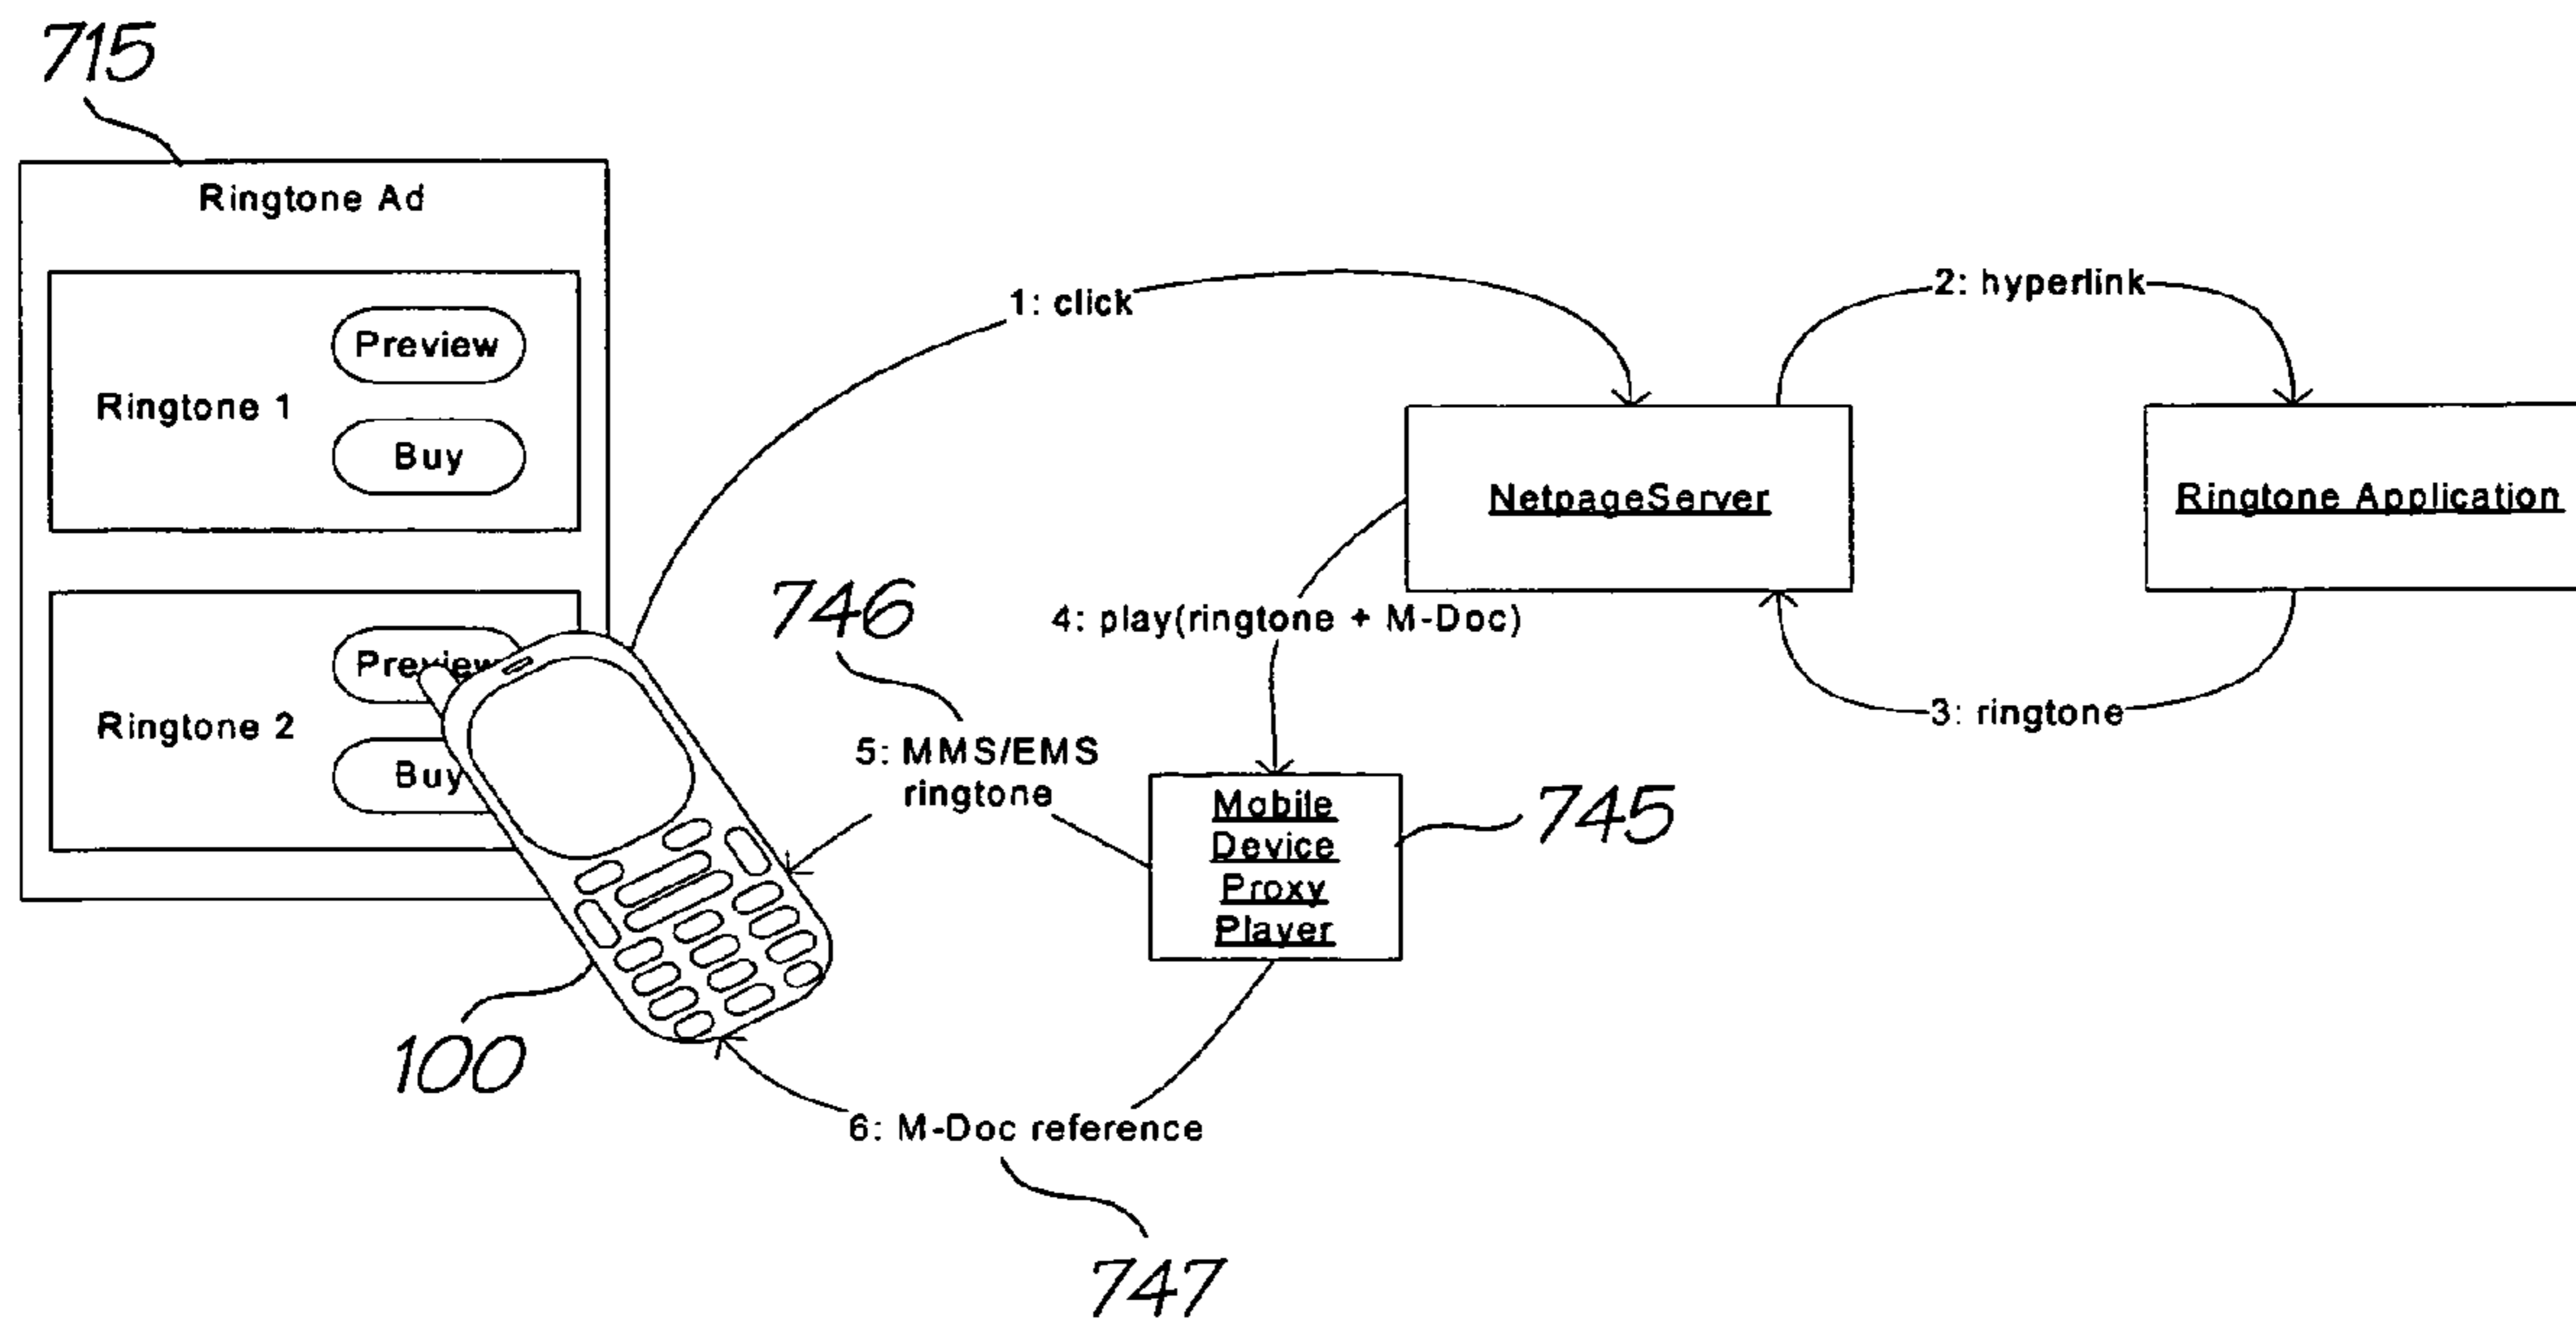 715
Ringtone Ad
Preview
Ringtone 1
Buy
Preview
Ringtone 2
Buy
100
1: click
2: hyperlink
NetpageServer
Ringtone Application
3: ringtone
4: play(ringtone + M-Doc)
746
5: MMS/EMS
ringtone
Mobile
Device
Proxy
Player
745
6: M-Doc reference
747